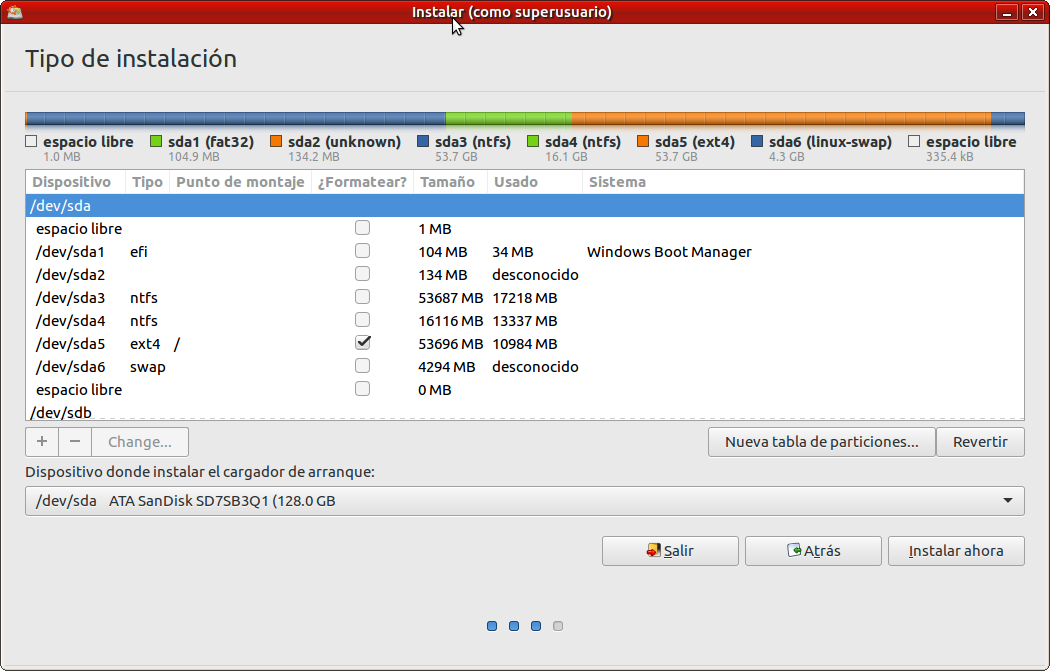 Instalar (como superusuario)
Tipo de instalación
espacio libre sda1 (fat32) sda2 (unknown) sda3 (ntfs) sda4 (ntfs) sda5 (ext4) sda6 (linux-swap) espacio libre
1.0 MB 104.9 MB 134.2 MB 53.7 GB 16.1 GB 53.7 GB 4.3 GB 335.4 kB
Dispositivo Tipo Punto de montaje ¿Formatear? Tamaño Usado Sistema
/dev/sda
espacio libre 1 MB
/dev/sda1 efi 104 MB 34 MB Windows Boot Manager
/dev/sda2 134 MB desconocido
/dev/sda3 ntfs 53687 MB 17218 MB
/dev/sda4 ntfs 16116 MB 13337 MB
/dev/sda5 ext4 / 53696 MB 10984 MB
/dev/sda6 swap 4294 MB desconocido
espacio libre 0 MB
/dev/sdb
+ − Change... Nueva tabla de particiones... Revertir
Dispositivo donde instalar el cargador de arranque:
/dev/sda ATA SanDisk SD7SB3Q1 (128.0 GB
Salir Atrás Instalar ahora